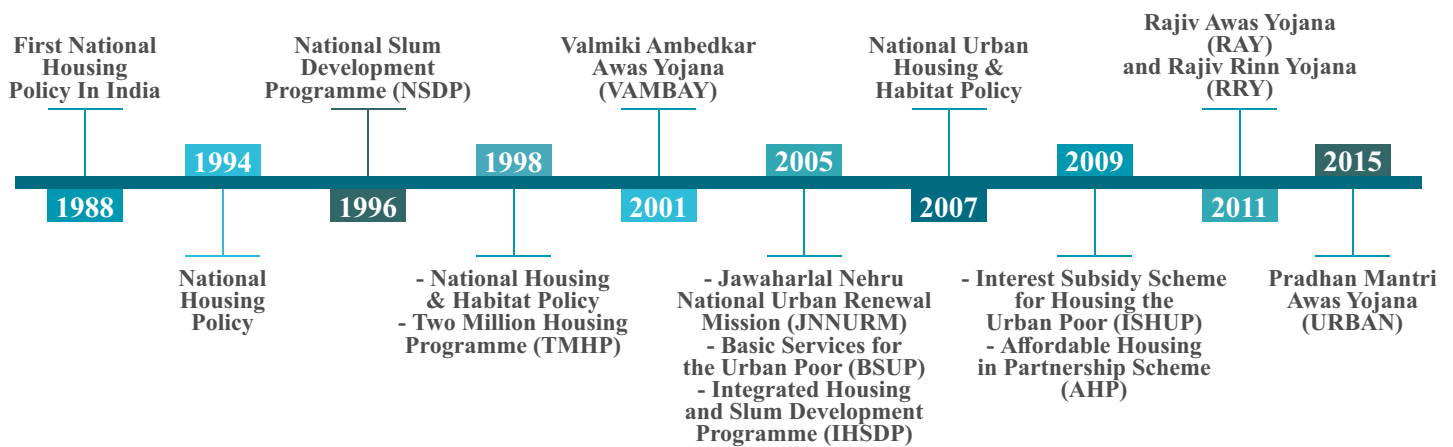 First National
Housing
Policy In India
1988
1994
National
Housing
Policy
National Slum
Development
Programme (NSDP)
1996
1998
- National Housing
& Habitat Policy
- Two Million Housing
Programme (TMHP)
Valmiki Ambedkar
Awas Yojana
(VAMBAY)
2001
2005
- Jawaharlal Nehru
National Urban Renewal
Mission (JNNURM)
- Basic Services for
the Urban Poor (BSUP)
- Integrated Housing
and Slum Development
Programme (IHSDP)
National Urban
Housing &
Habitat Policy
2007
2009
- Interest Subsidy Scheme
for Housing the
Urban Poor (ISHUP)
- Affordable Housing
in Partnership Scheme
(AHP)
Rajiv Awas Yojana
(RAY)
and Rajiv Rinn Yojana
(RRY)
2011
2015
Pradhan Mantri
Awas Yojana
(URBAN)